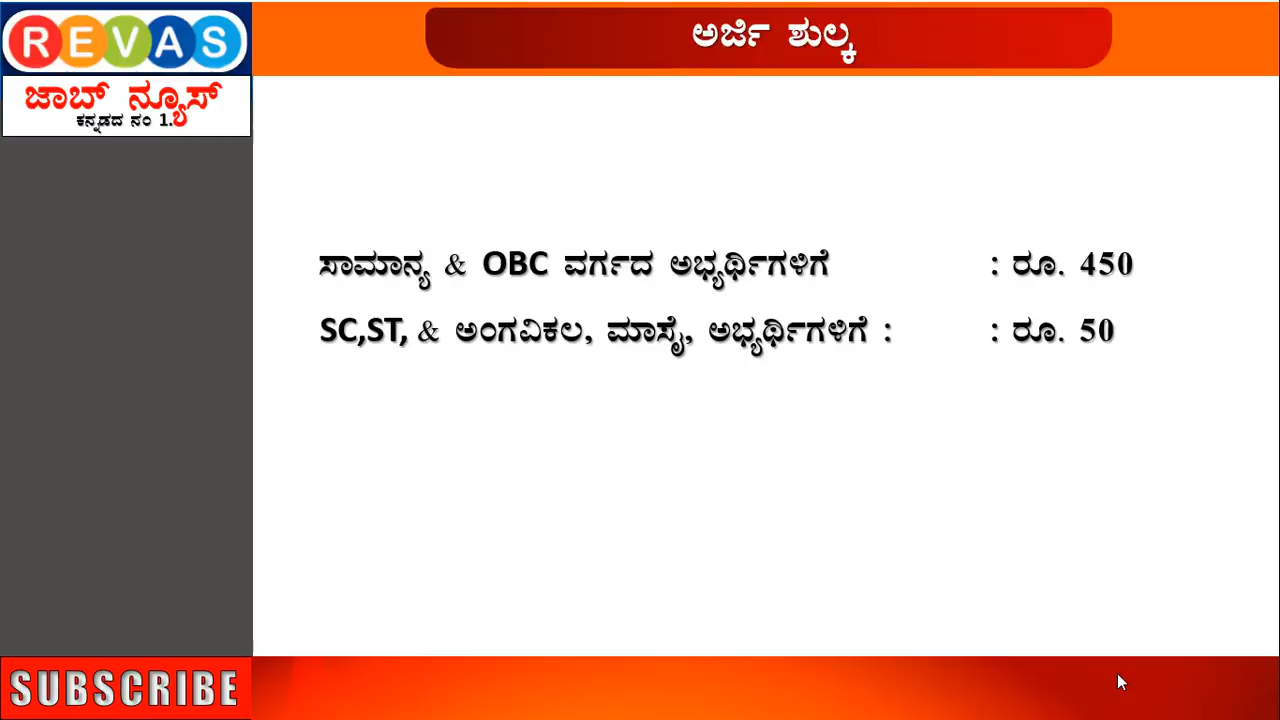 REVAS
ಜಾಬ್ ನ್ಯೂಸ್
ಕನ್ನಡದ ನಂ 1.
ಅರ್ಜಿ ಶುಲ್ಕ
ಸಾಮಾನ್ಯ & OBC ವರ್ಗದ ಅಭ್ಯರ್ಥಿಗಳಿಗೆ : ರೂ. 450
SC,ST, & ಅಂಗವಿಕಲ, ಮಾಸೈ, ಅಭ್ಯರ್ಥಿಗಳಿಗೆ : : ರೂ. 50
SUBSCRIBE